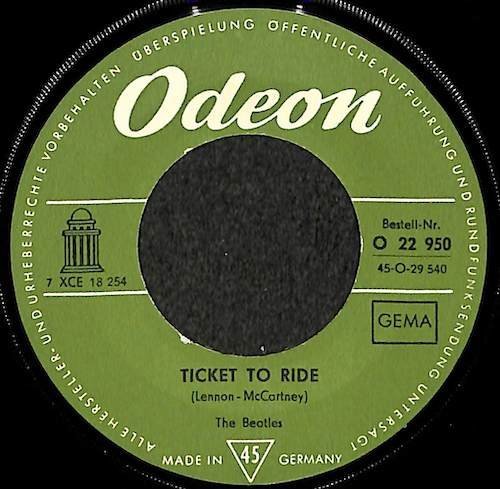 ALLE HERSTELLER-UND URHEBERRECHTE VORBEHALTEN ÜBERSPIELUNG ÖFFENTLICHE AUFFÜHRUNG UND RUNDFUNKSENDUNG UNTERSAGT
Odeon
7 XCE 18 254
Bestell-Nr.
O 22 950
45-O-29 540
GEMA
TICKET TO RIDE
(Lennon-McCartney)
The Beatles
MADE IN 45 GERMANY